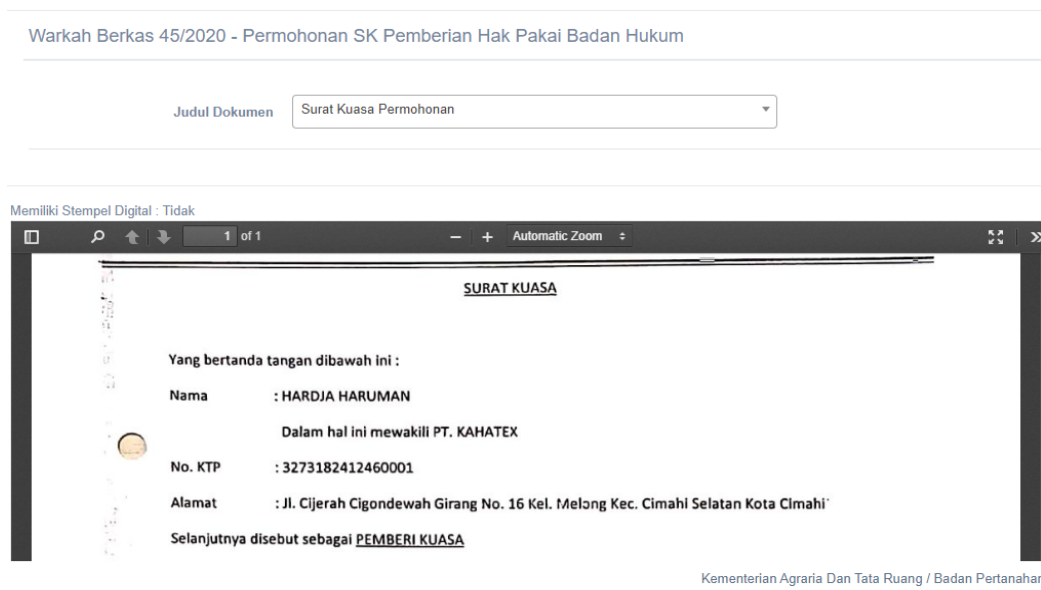 Warkah Berkas 45/2020 - Permohonan SK Pemberian Hak Pakai Badan Hukum
Judul Dokumen Surat Kuasa Permohonan
Memiliki Stempel Digital : Tidak
1 of 1 Automatic Zoom
SURAT KUASA
Yang bertanda tangan dibawah ini :
Nama : HARDJA HARUMAN
Dalam hal ini mewakili PT. KAHATEX
No. KTP : 3273182412460001
Alamat : Jl. Cijerah Cigondewah Girang No. 16 Kel. Melong Kec. Cimahi Selatan Kota Cimahi
Selanjutnya disebut sebagai PEMBERI KUASA
Kementerian Agraria Dan Tata Ruang / Badan Pertanahan